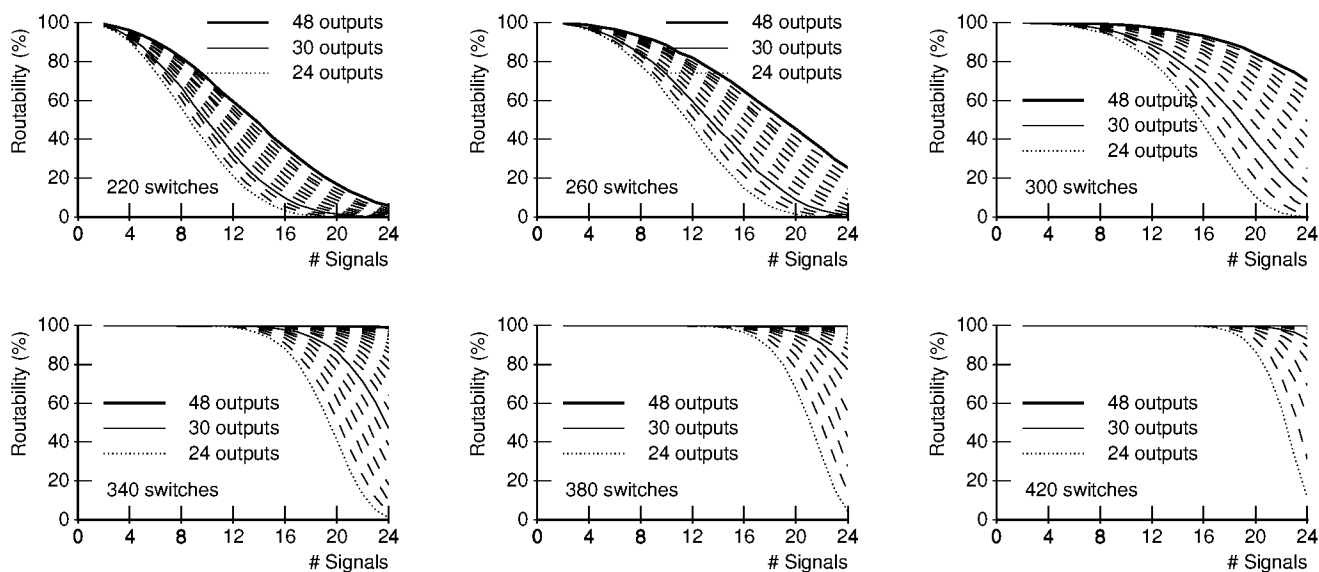 Routability (%)
100
80
60
40
20
0
48 outputs
30 outputs
24 outputs
220 switches
0 4 8 12 16 20 24
# Signals
Routability (%)
100
80
60
40
20
0
48 outputs
30 outputs
24 outputs
260 switches
0 4 8 12 16 20 24
# Signals
Routability (%)
100
80
60
40
20
0
48 outputs
30 outputs
24 outputs
300 switches
0 4 8 12 16 20 24
# Signals
Routability (%)
100
80
60
40
20
0
48 outputs
30 outputs
24 outputs
340 switches
0 4 8 12 16 20 24
# Signals
Routability (%)
100
80
60
40
20
0
48 outputs
30 outputs
24 outputs
380 switches
0 4 8 12 16 20 24
# Signals
Routability (%)
100
80
60
40
20
0
48 outputs
30 outputs
24 outputs
420 switches
0 4 8 12 16 20 24
# Signals